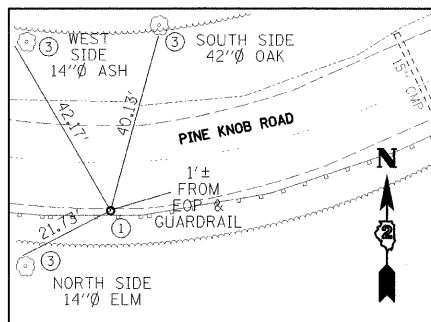 ③ WEST
SIDE
14"Ø ASH
③ SOUTH SIDE
42"Ø OAK
15" CMP
42.17'
40.13'
PINE KNOB ROAD
1'±
FROM
EOP &
GUARDRAIL
N
2
21.73'
①
③
NORTH SIDE
14"Ø ELM